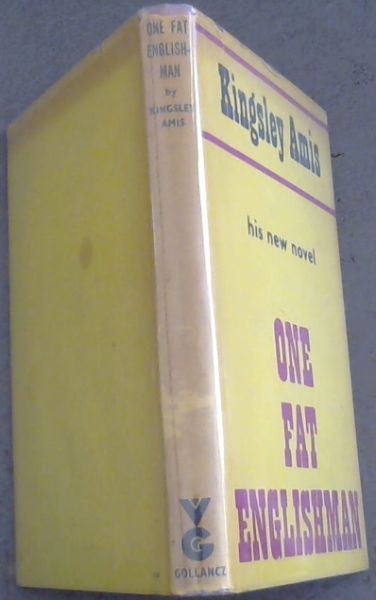 ONE FAT
ENGLISH-
MAN
by
KINGSLEY
AMIS
VG
GOLLANCZ
Kingsley Amis
his new novel
ONE
FAT
ENGLISHMAN